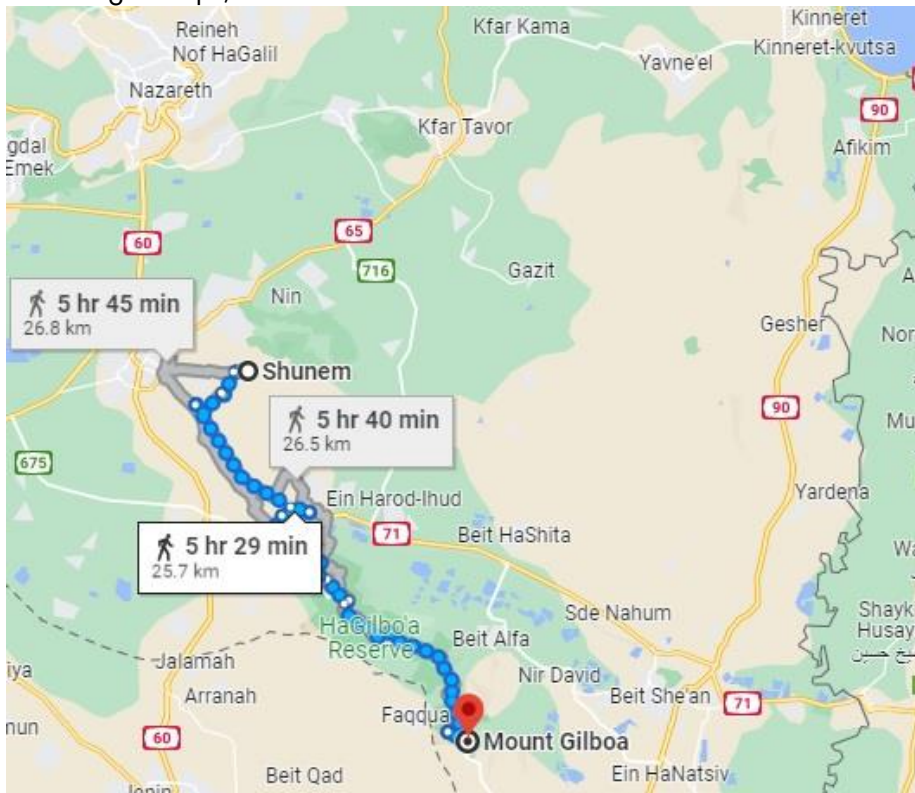 Reineh
Nof HaGalil
Nazareth
gdal
Emek
Kfar Kama
Kinneret
Kinneret-kvutsa
Yavne'el
Kfar Tavor
90
Afikim
60
65
716
Gazit
Nin
5 hr 45 min
26.8 km
Shunem
Gesher
5 hr 40 min
26.5 km
90
675
Ein Harod-Ihud
71
Beit HaShita
Yardena
5 hr 29 min
25.7 km
HaGilbo'a
Reserve
Sde Nahum
Shayk
Husay
شيخ حسين
Jalamah
Beit Alfa
Nir David
Arranah
Beit She'an
71
Faqqua
60
Mount Gilboa
Beit Qad
Ein HaNatsiv
Jenin